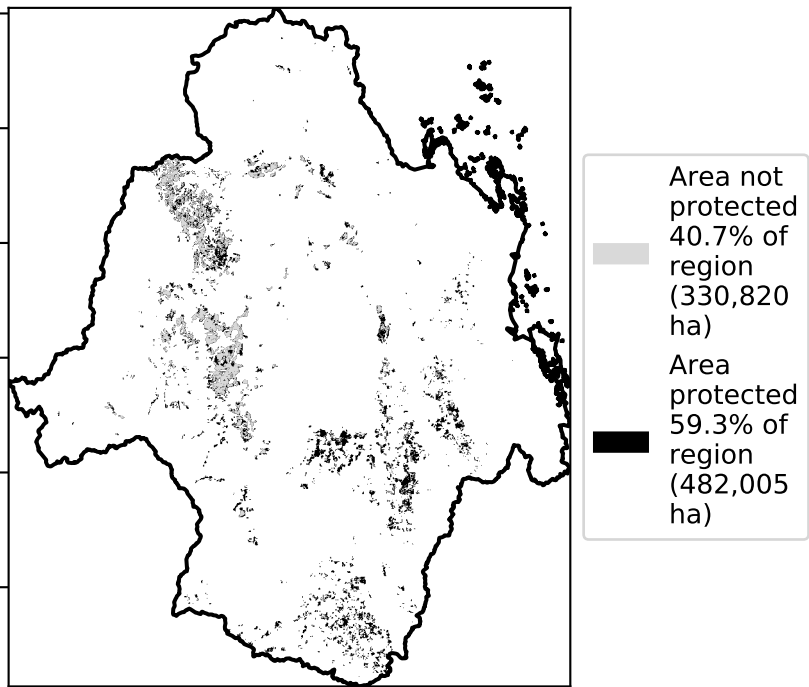 Area not
protected
40.7% of
region
(330,820
ha)
Area
protected
59.3% of
region
(482,005
ha)